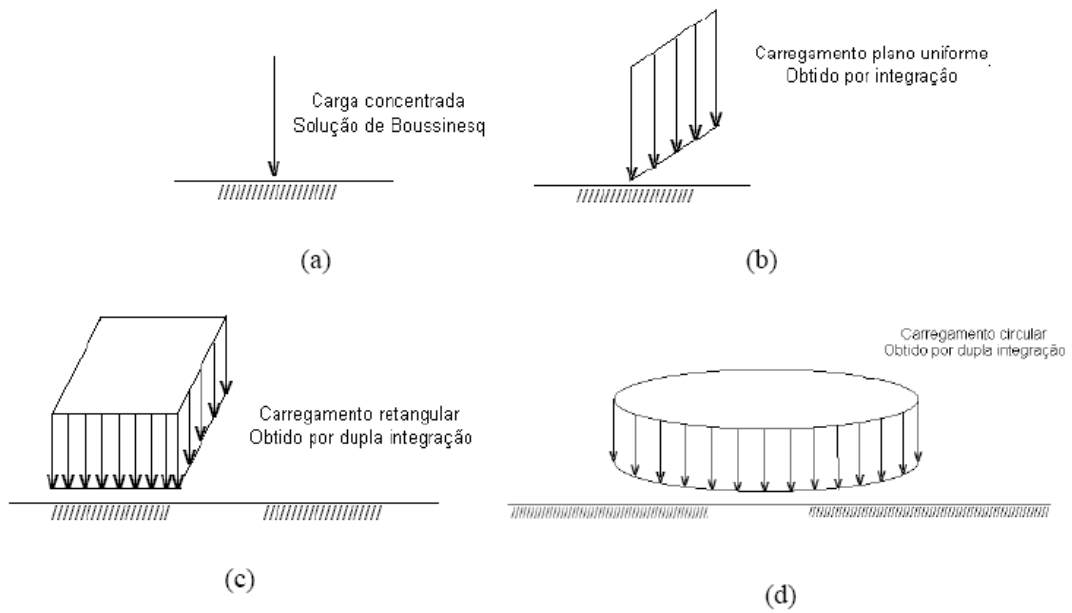 Carga concentrada
Solução de Boussinesq
(a)
Carregamento plano uniforme
Obtido por integração
(b)
Carregamento retangular
Obtido por dupla integração
(c)
Carregamento circular
Obtido por dupla integração
(d)